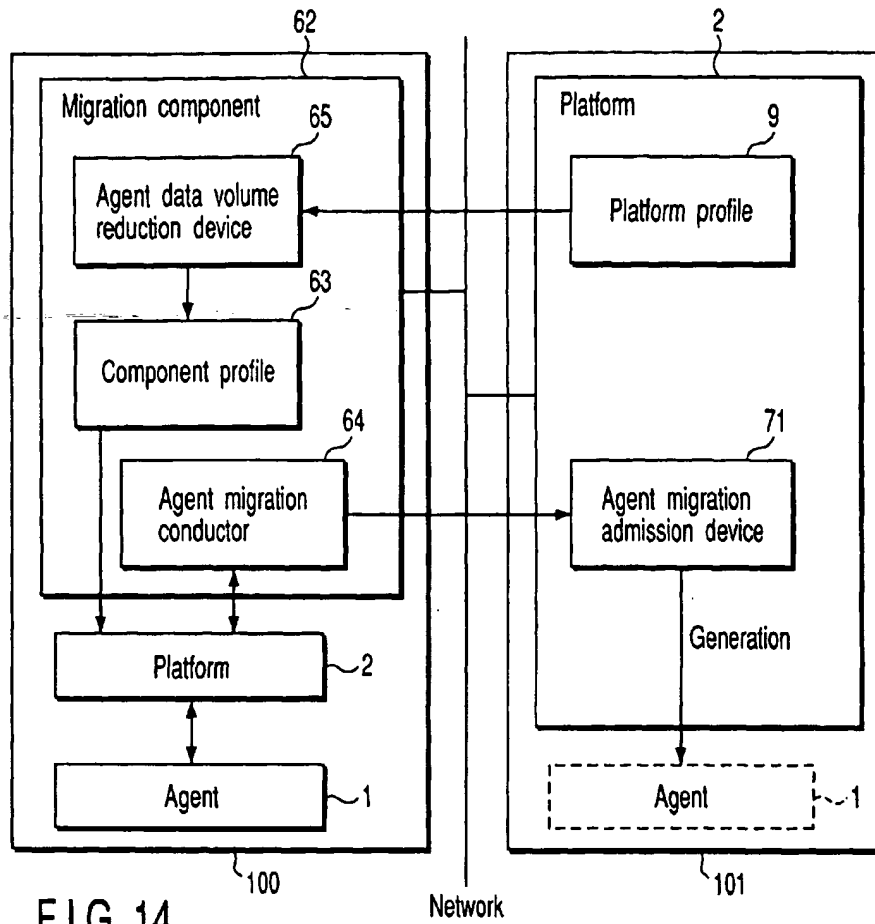 62
2
Migration component
Platform
65
9
Agent data volume
reduction device
Platform profile
63
Component profile
64
71
Agent migration
conductor
Agent migration
admission device
Generation
Platform
2
Agent
1
Agent
1
100
101
Network
FIG. 14